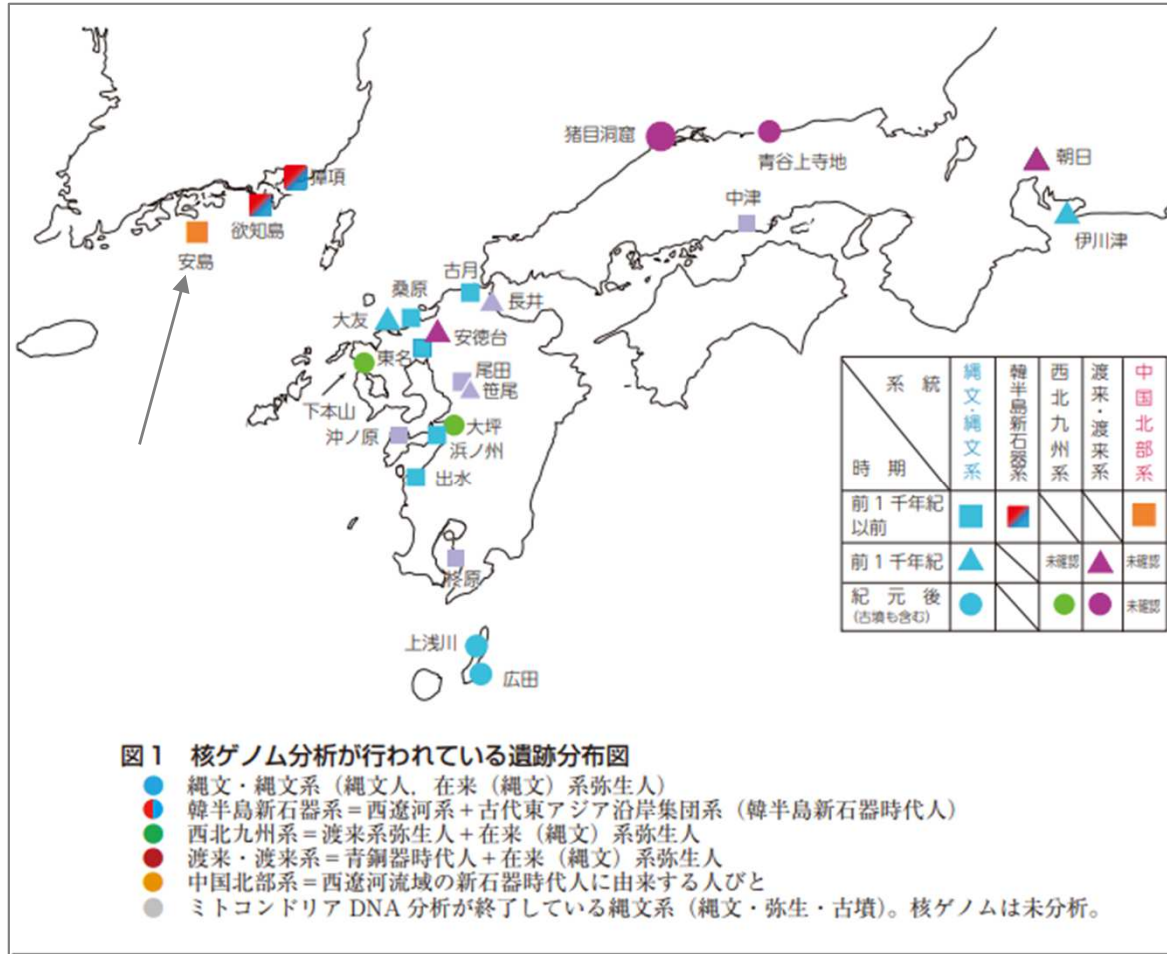 猪目洞窟
青谷上寺地
朝日
伊川津
中津
獐項
欲知島
安島
古月
長井
桑原
大友
安徳台
東名
尾田
笹尾
下本山
大坪
沖ノ原
浜ノ州
出水
柊原
上浅川
広田
系統
時期
縄文・縄文系
韓半島新石器系
西北九州系
渡来・渡来系
中国北部系
前1千年紀
以前
前1千年紀
未確認
未確認
紀元後
(古墳も含む)
未確認
図1 核ゲノム分析が行われている遺跡分布図
縄文・縄文系（縄文人，在来（縄文）系弥生人）
韓半島新石器系＝西遼河系＋古代東アジア沿岸集団系（韓半島新石器時代人）
西北九州系＝渡来系弥生人＋在来（縄文）系弥生人
渡来・渡来系＝青銅器時代人＋在来（縄文）系弥生人
中国北部系＝西遼河流域の新石器時代人に由来する人びと
ミトコンドリアDNA分析が終了している縄文系（縄文・弥生・古墳）。核ゲノムは未分析。